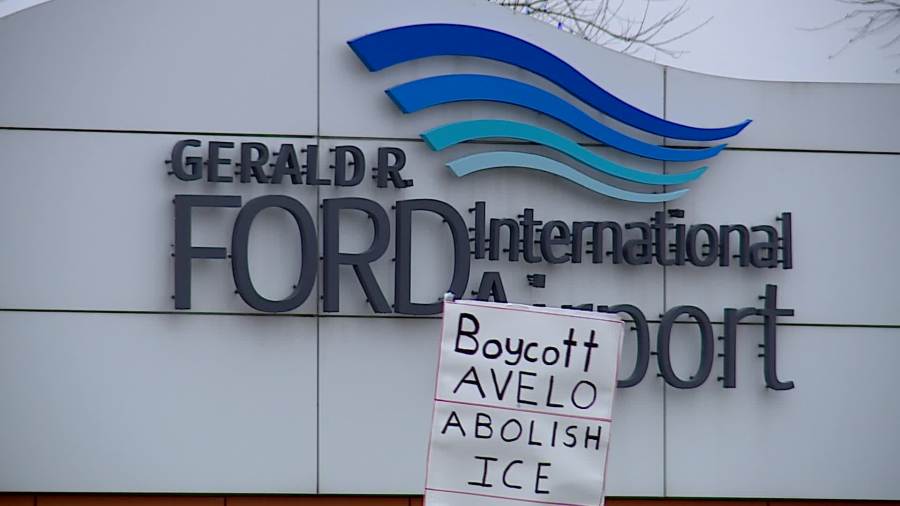 GERALD R.
FORD International
Airport
Boycott
AVELO
ABOLISH
ICE